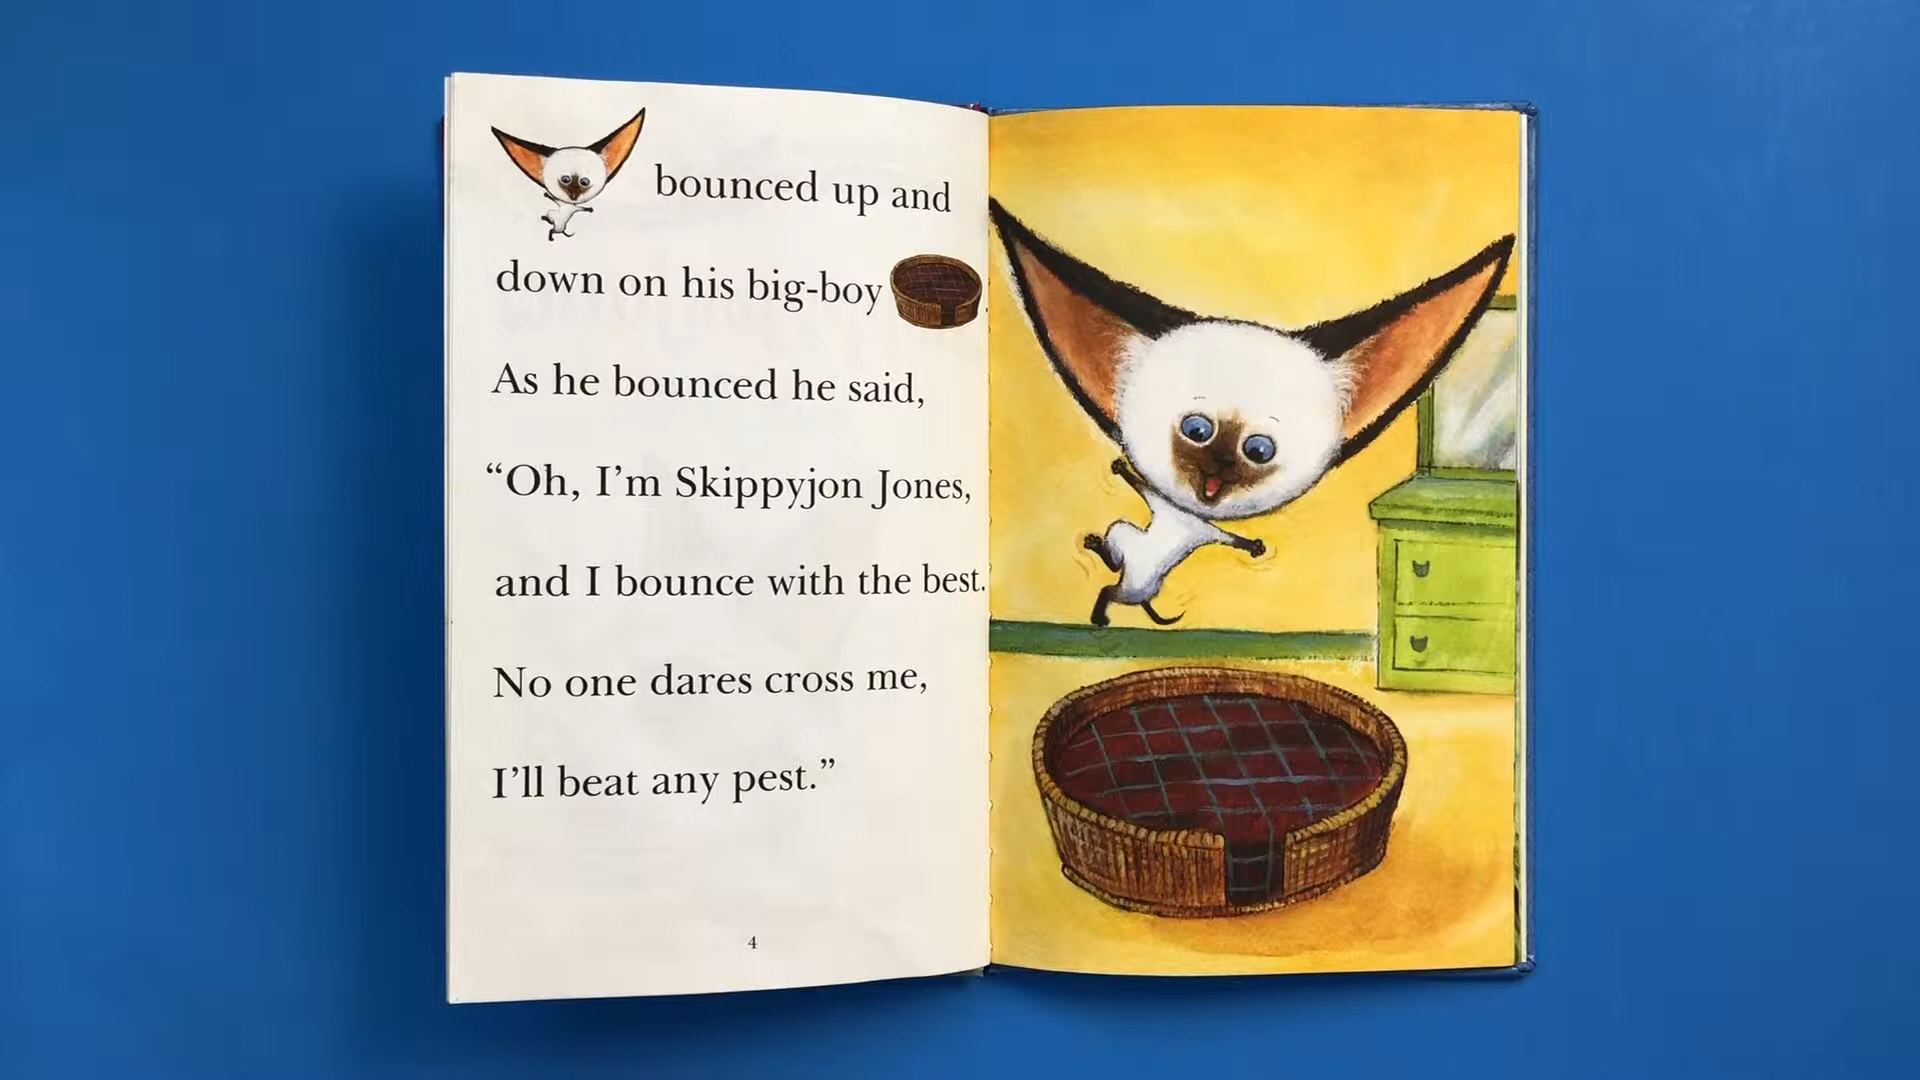 bounced up and
down on his big-boy
As he bounced he said,
“Oh, I’m Skippyjon Jones,
and I bounce with the best.
No one dares cross me,
I’ll beat any pest.”
4